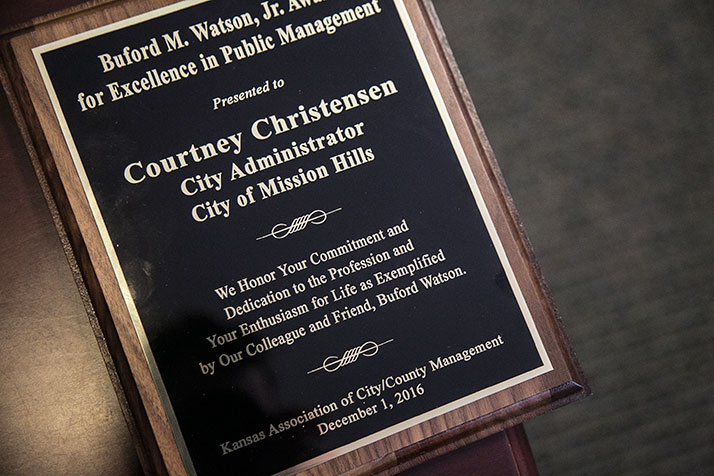 Buford M. Watson, Jr. Award
for Excellence in Public Management
Presented to
Courtney Christensen
City Administrator
City of Mission Hills
We Honor Your Commitment and
Dedication to the Profession and
Your Enthusiasm for Life as Exemplified
by Our Colleague and Friend, Buford Watson.
Kansas Association of City/County Management
December 1, 2016